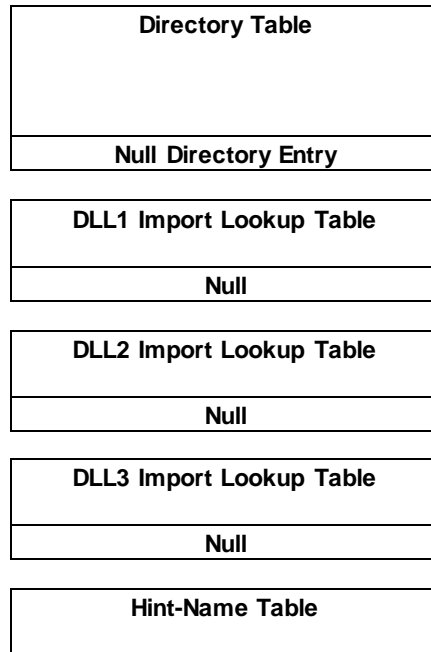 Directory Table
Null Directory Entry
DLL1 Import Lookup Table
Null
DLL2 Import Lookup Table
Null
DLL3 Import Lookup Table
Null
Hint-Name Table